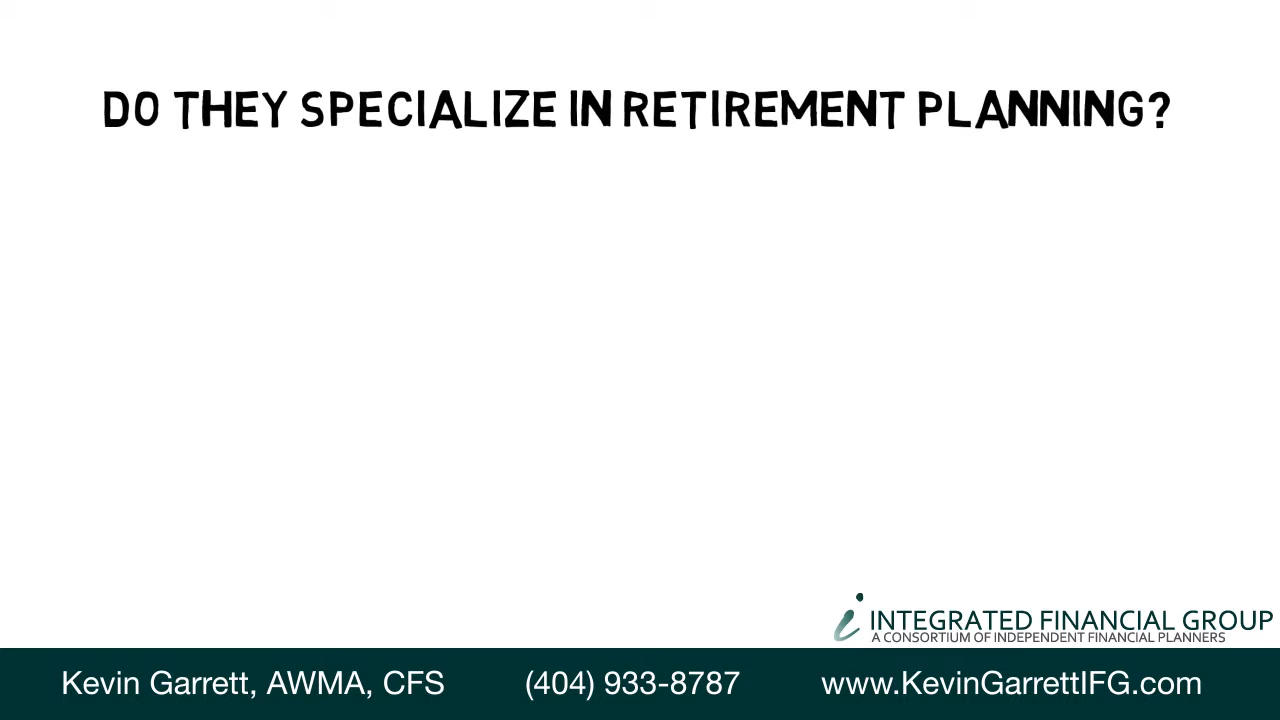 DO THEY SPECIALIZE IN RETIREMENT PLANNING?
INTEGRATED FINANCIAL GROUP
A CONSORTIUM OF INDEPENDENT FINANCIAL PLANNERS
Kevin Garrett, AWMA, CFS (404) 933-8787 www.KevinGarrettIFG.com